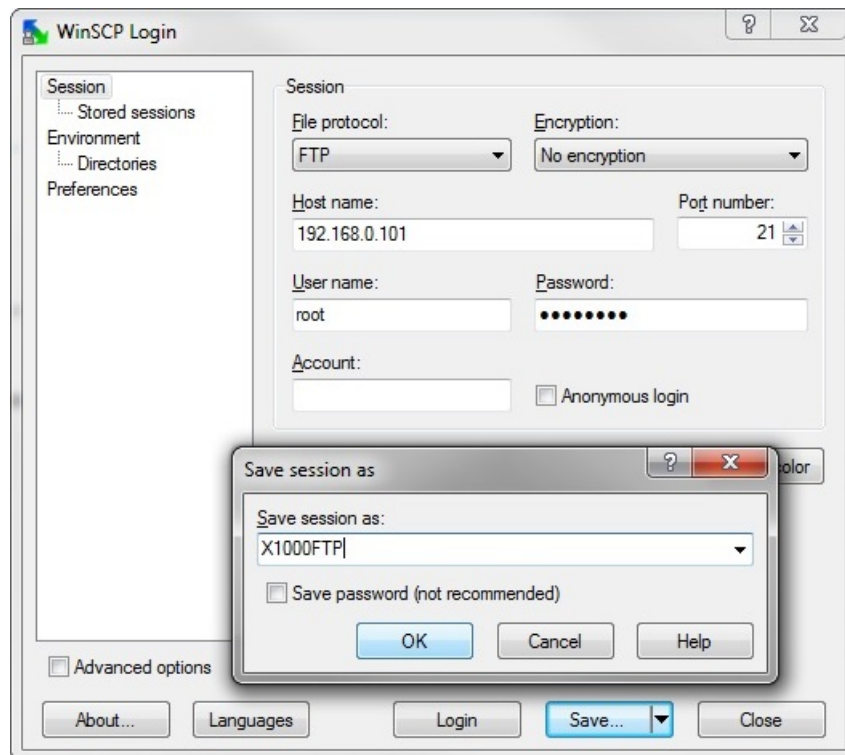 WinSCP Login
Session
Stored sessions
Environment
Directories
Preferences
Session
File protocol:
Encryption:
FTP
No encryption
Host name:
Port number:
192.168.0.101
21
User name:
Password:
root
••••••••
Account:
Anonymous login
color
Save session as
Save session as:
X1000FTP
Save password (not recommended)
OK
Cancel
Help
Advanced options
About...
Languages
Login
Save...
Close